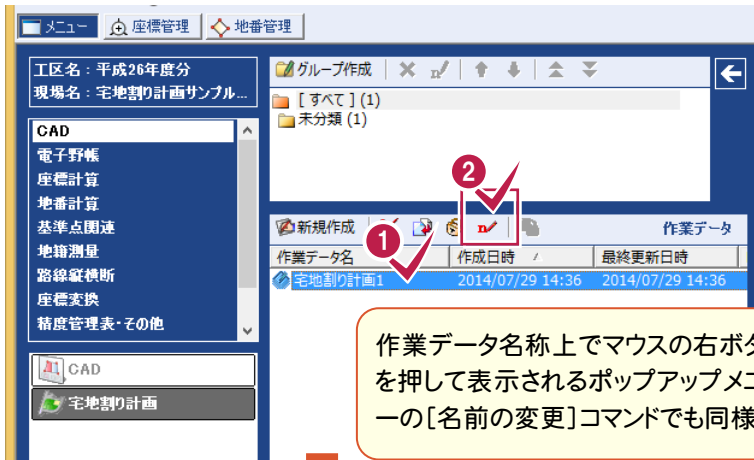 メニュー 座標管理 地番管理
工区名：平成26年度分
現場名：宅地割り計画サンプル...
グループ作成
[ すべて ] (1)
未分類 (1)
CAD
電子野帳
座標計算
地番計算
基準点関連
地籍測量
路線縦横断
座標変換
精度管理表･その他
CAD
宅地割り計画
2
新規作成 作業データ
1
作業データ名 作成日時 最終更新日時
宅地割り計画1 2014/07/29 14:36 2014/07/29 14:36
作業データ名称上でマウスの右ボタ
を押して表示されるポップアップメニ
ーの［名前の変更］コマンドでも同様